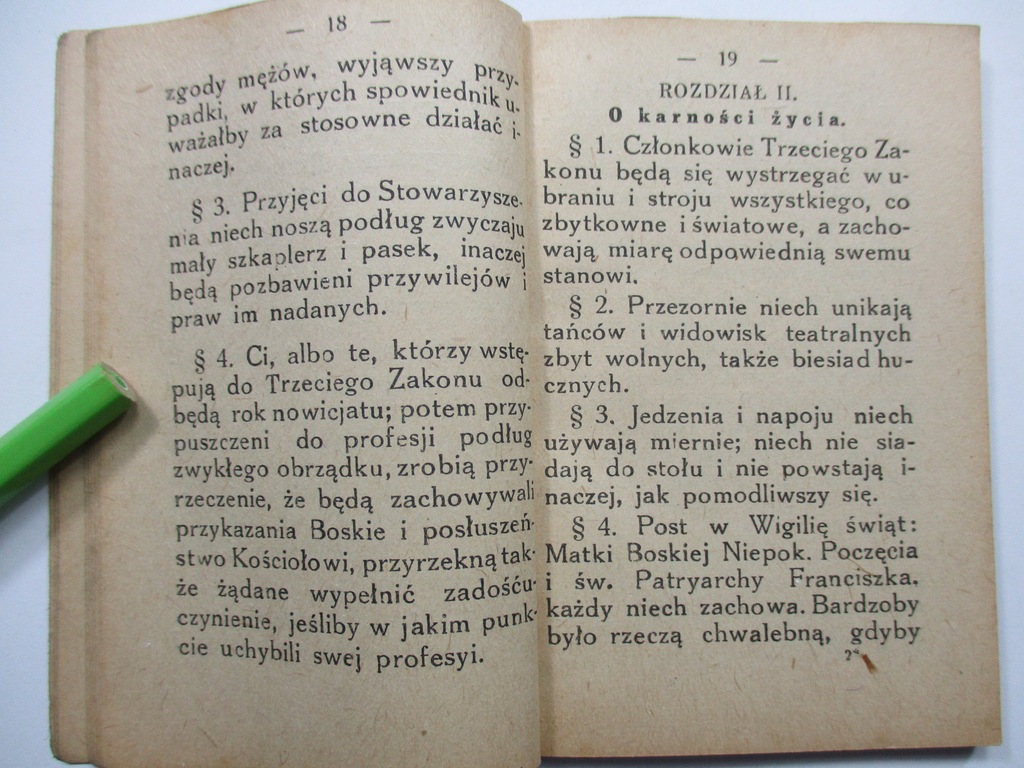 — 18 —
zgody mężów, wyjąwszy przy-
padki, w których spowiednik u-
ważałby za stosowne działać i-
naczej.
§ 3. Przyjęci do Stowarzysze-
nia niech noszą podług zwyczaju
mały szkaplerz i pasek, inaczej
będą pozbawieni przywilejów i
praw im nadanych.
§ 4. Ci, albo te, którzy wstę-
pują do Trzeciego Zakonu od-
będą rok nowicjatu; potem przy-
puszczeni do profesji podług
zwykłego obrządku, zrobią przy-
rzeczenie, że będą zachowywali
przykazania Boskie i posłuszeń-
stwo Kościołowi, przyrzekną tak-
że żądane wypełnić zadośću-
czynienie, jeśliby w jakim punk-
cie uchybili swej profesyi.
— 19 —
ROZDZIAŁ II.
O karności życia.
§ 1. Członkowie Trzeciego Za-
konu będą się wystrzegać w u-
braniu i stroju wszystkiego, co
zbytkowne i światowe, a zacho-
wają, miarę odpowiednią swemu
stanowi.
§ 2. Przezornie niech unikają
tańców i widowisk teatralnych
zbyt wolnych, także biesiad hu-
cznych.
§ 3. Jedzenia i napoju niech
używają miernie; niech nie sia-
dają do stołu i nie powstają i-
naczej, jak pomodliwszy się.
§ 4. Post w Wigilię świąt:
Matki Boskiej Niepok. Poczęcia
i św. Patryarchy Franciszka,
każdy niech zachowa. Bardzoby
było rzeczą chwalebną, gdyby
2*